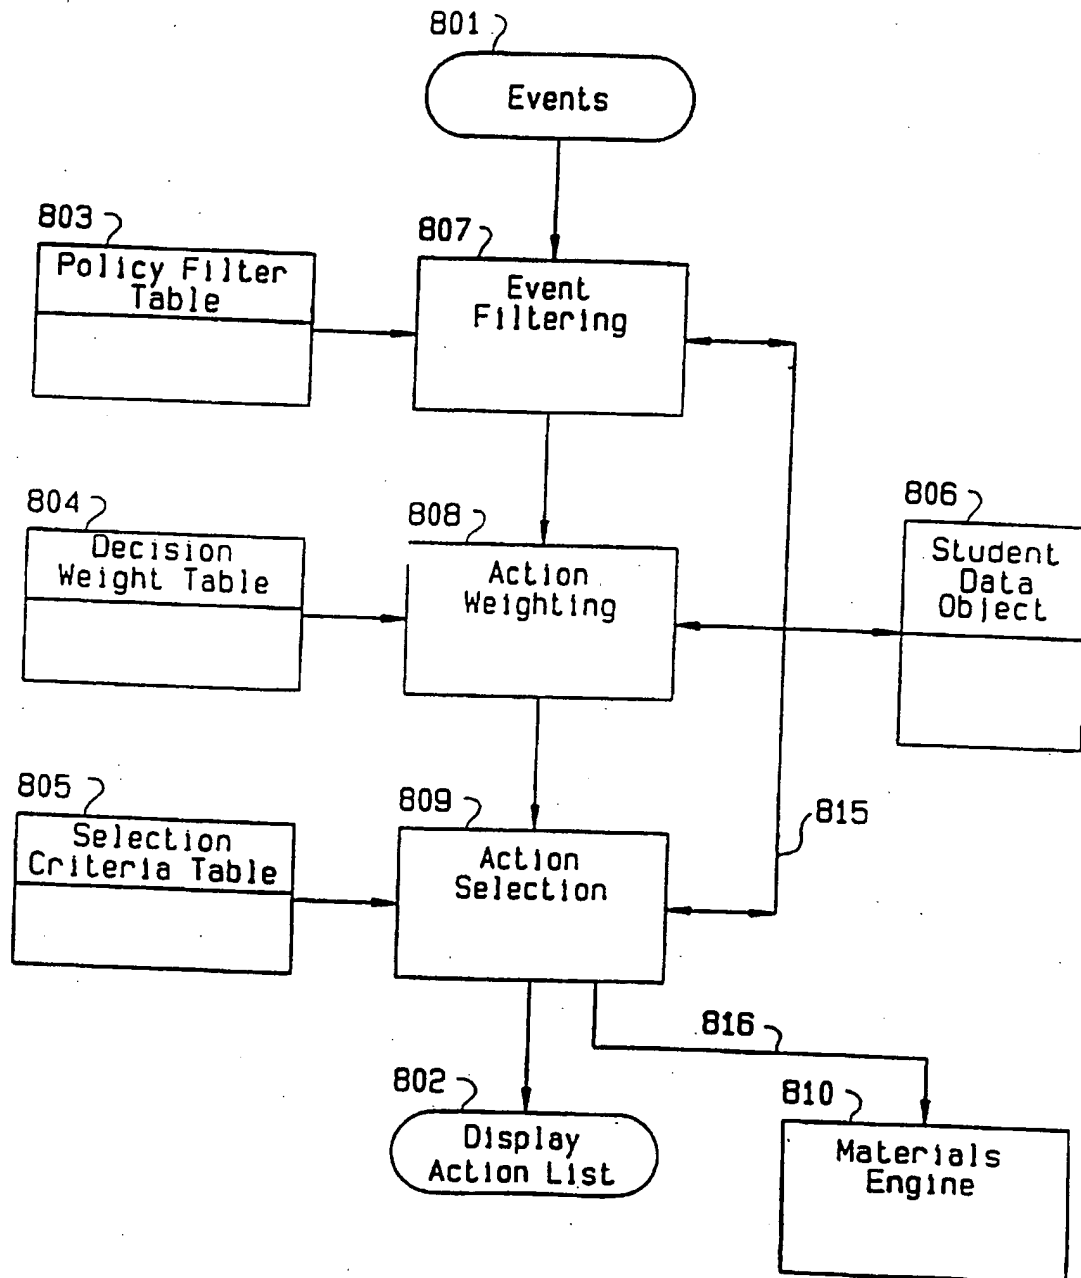 801
Events
803
Policy Filter
Table
807
Event
Filtering
804
Decision
Weight Table
808
Action
Weighting
806
Student
Data
Object
805
Selection
Criteria Table
809
Action
Selection
815
816
802
Display
Action List
810
Materials
Engine